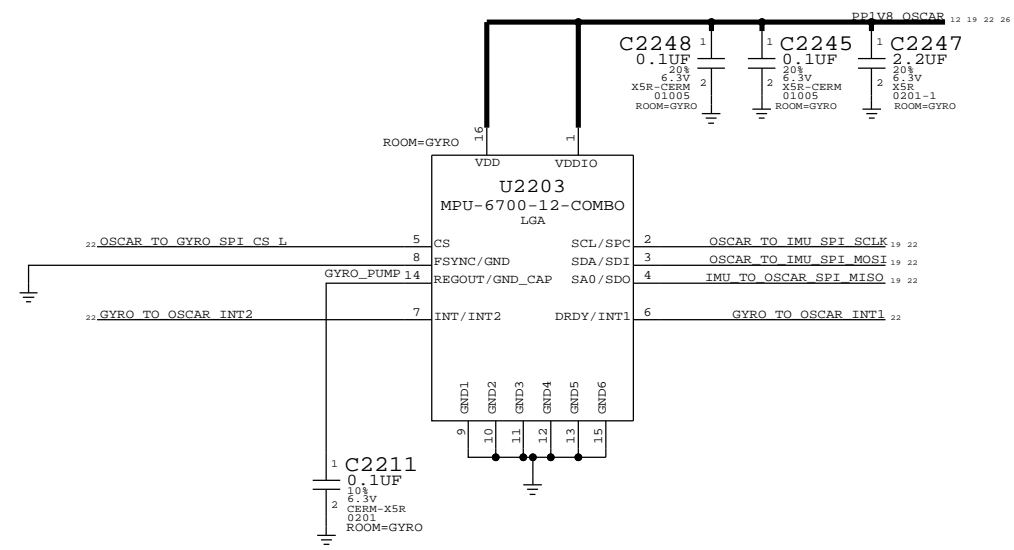 PP1V8_OSCAR 12 19 22 26
C2248 1
0.1UF
20%
6.3V 2
X5R-CERM
01005
ROOM=GYRO
1 C2245
0.1UF
20%
2 6.3V
X5R-CERM
01005
ROOM=GYRO
1 C2247
2.2UF
20%
2 6.3V
X5R
0201-1
ROOM=GYRO
ROOM=GYRO
16
1
VDD
VDDIO
U2203
MPU-6700-12-COMBO
LGA
22 OSCAR_TO_GYRO_SPI_CS_L 5 CS
SCL/SPC 2 OSCAR_TO_IMU_SPI_SCLK 19 22
8 FSYNC/GND
SDA/SDI 3 OSCAR_TO_IMU_SPI_MOSI 19 22
GYRO_PUMP 14 REGOUT/GND_CAP
SA0/SDO 4 IMU_TO_OSCAR_SPI_MISO 19 22
22 GYRO_TO_OSCAR_INT2 7 INT/INT2
DRDY/INT1 6 GYRO_TO_OSCAR_INT1 22
GND1
GND2
GND3
GND4
GND5
GND6
9
10
11
12
13
15
1 C2211
0.1UF
10%
6.3V
2 CERM-X5R
0201
ROOM=GYRO